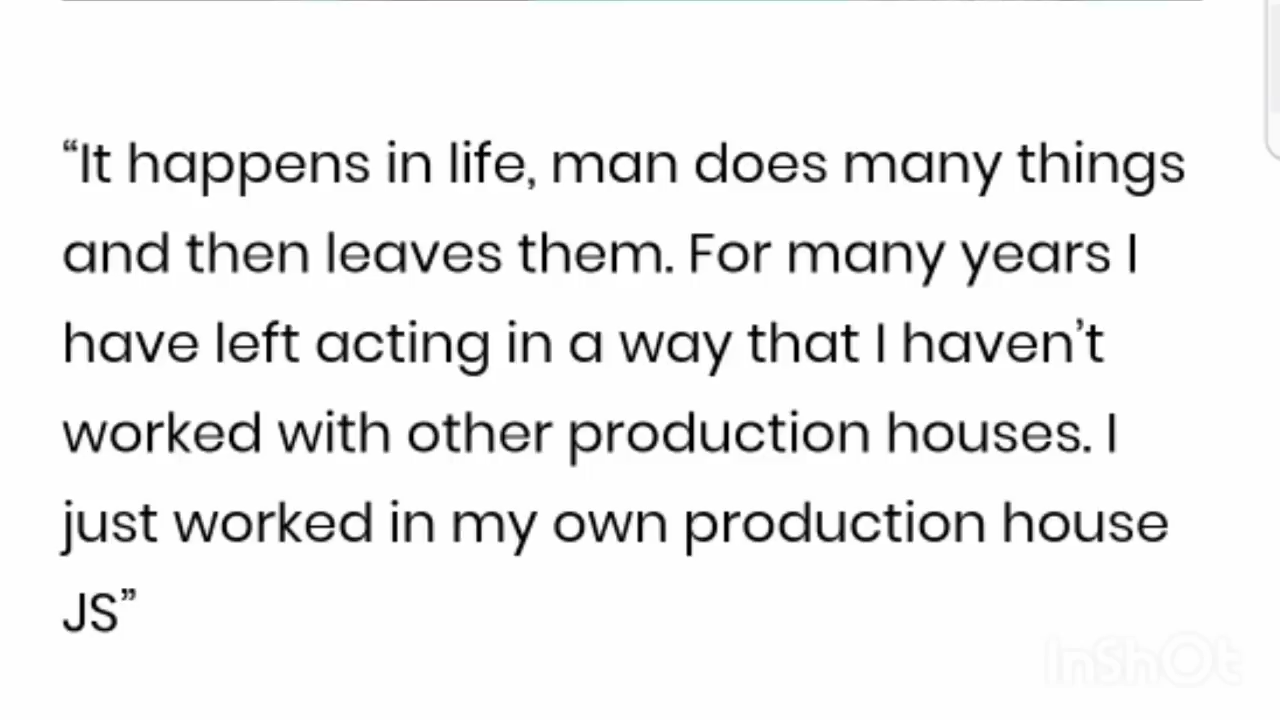 “It happens in life, man does many things
and then leaves them. For many years I
have left acting in a way that I haven’t
worked with other production houses. I
just worked in my own production house
JS”
InShOt